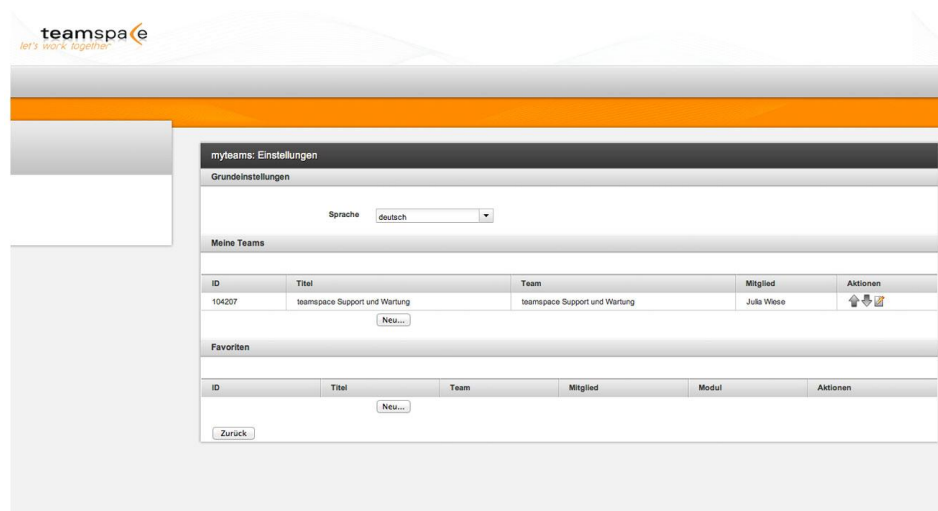 teamspace
let's work together
myteams: Einstellungen
Grundeinstellungen
Sprache deutsch
Meine Teams
ID Titel Team Mitglied Aktionen
104207 teamspace Support und Wartung teamspace Support und Wartung Julia Wiese
Neu...
Favoriten
ID Titel Team Mitglied Modul Aktionen
Neu...
Zurück